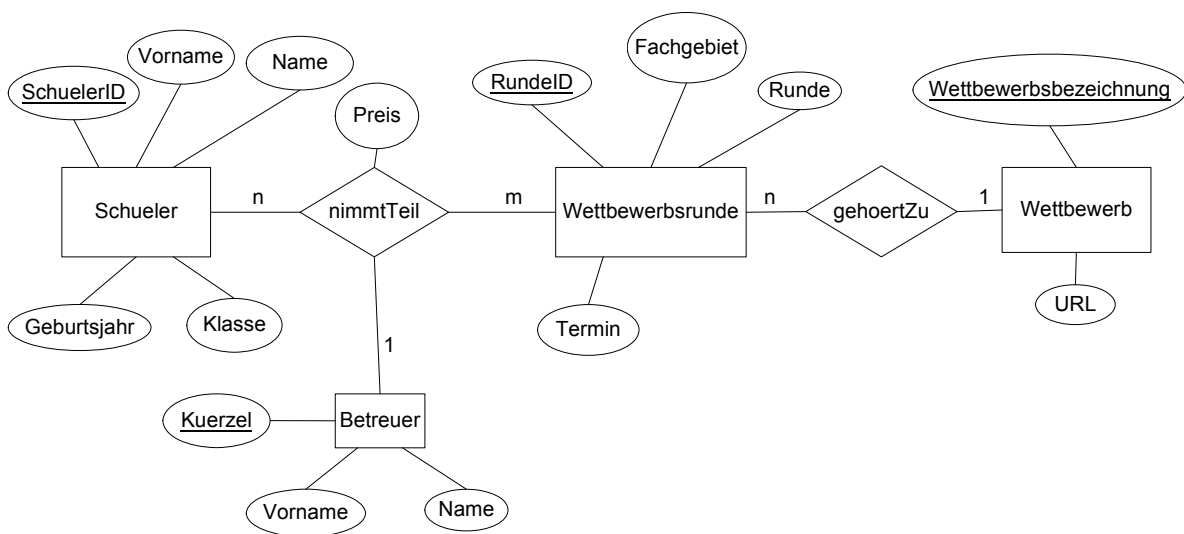 Vorname
Name
Fachgebiet
SchuelerID
RundeID
Runde
Wettbewerbsbezeichnung
Preis
Schueler
n
nimmtTeil
m
Wettbewerbsrunde
n
gehoertZu
1
Wettbewerb
Geburtsjahr
Klasse
Termin
URL
1
Kuerzel
Betreuer
Vorname
Name